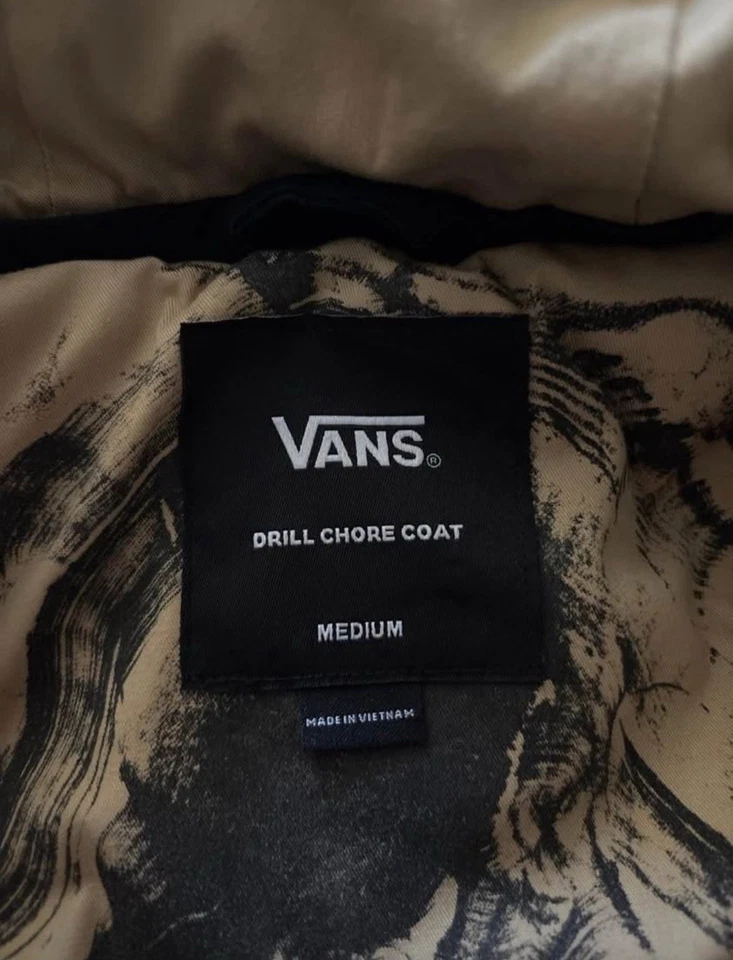 VANS®
DRILL CHORE COAT
MEDIUM
MADE IN VIETNAM